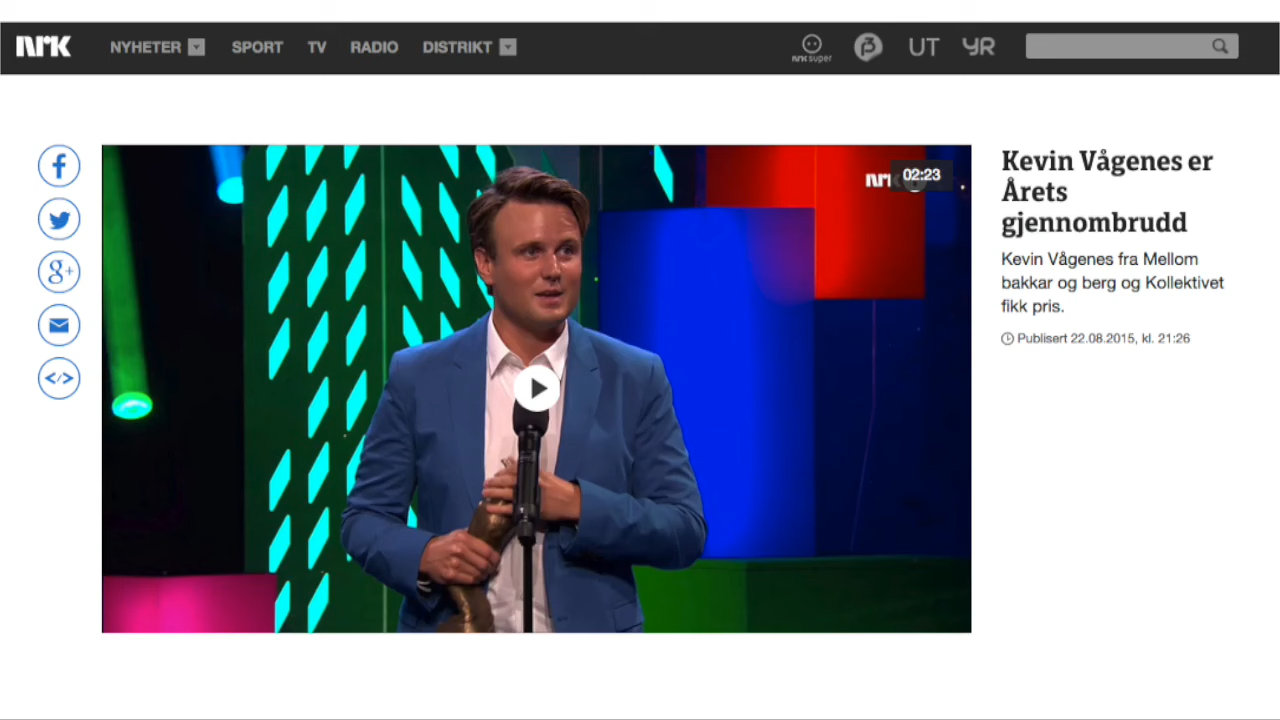 NRK NYHETER SPORT TV RADIO DISTRIKT NRK super P3 UT YR
NRK 02:23
Kevin Vågenes er
Årets
gjennombrudd
Kevin Vågenes fra Mellom
bakkar og berg og Kollektivet
fikk pris.
Publisert 22.08.2015, kl. 21:26
f
g+